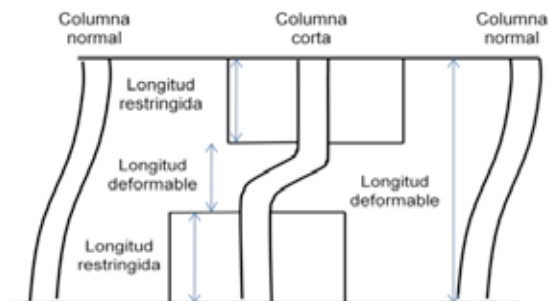 Columna
normal
Columna
corta
Columna
normal
Longitud
restringida
Longitud
deformable
Longitud
deformable
Longitud
restringida